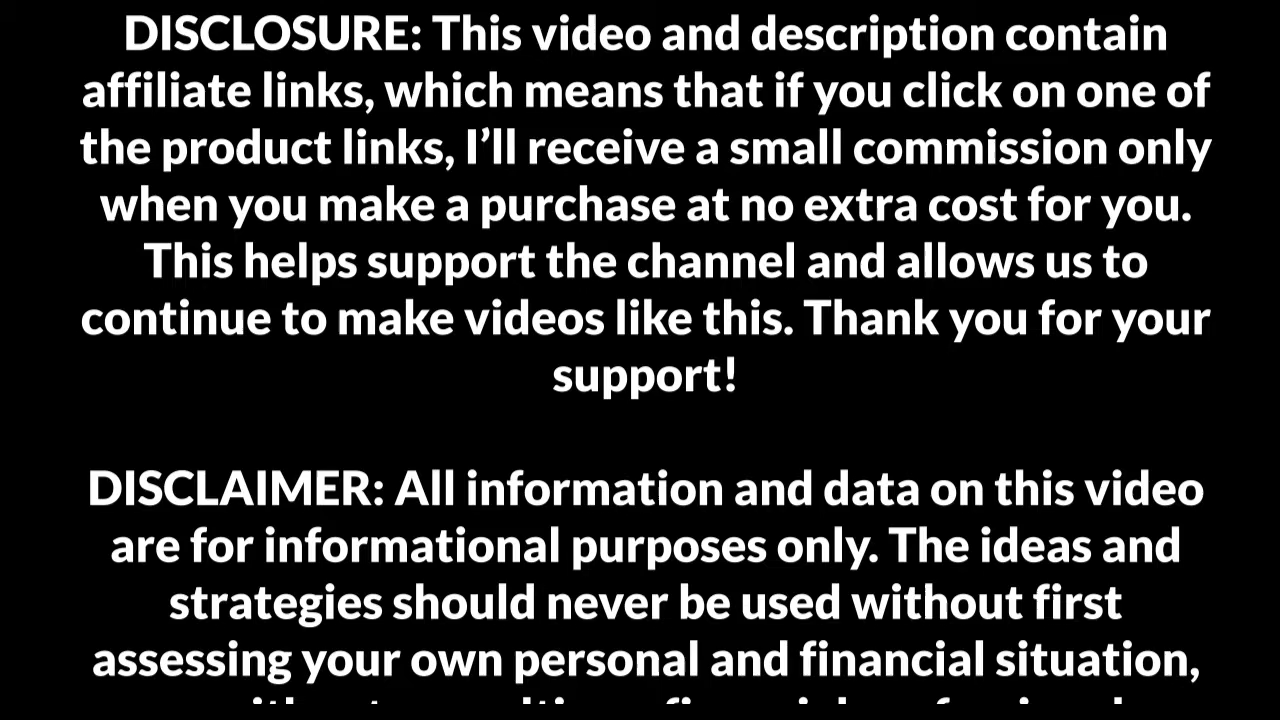 DISCLOSURE: This video and description contain
affiliate links, which means that if you click on one of
the product links, I’ll receive a small commission only
when you make a purchase at no extra cost for you.
This helps support the channel and allows us to
continue to make videos like this. Thank you for your
support!
DISCLAIMER: All information and data on this video
are for informational purposes only. The ideas and
strategies should never be used without first
assessing your own personal and financial situation,